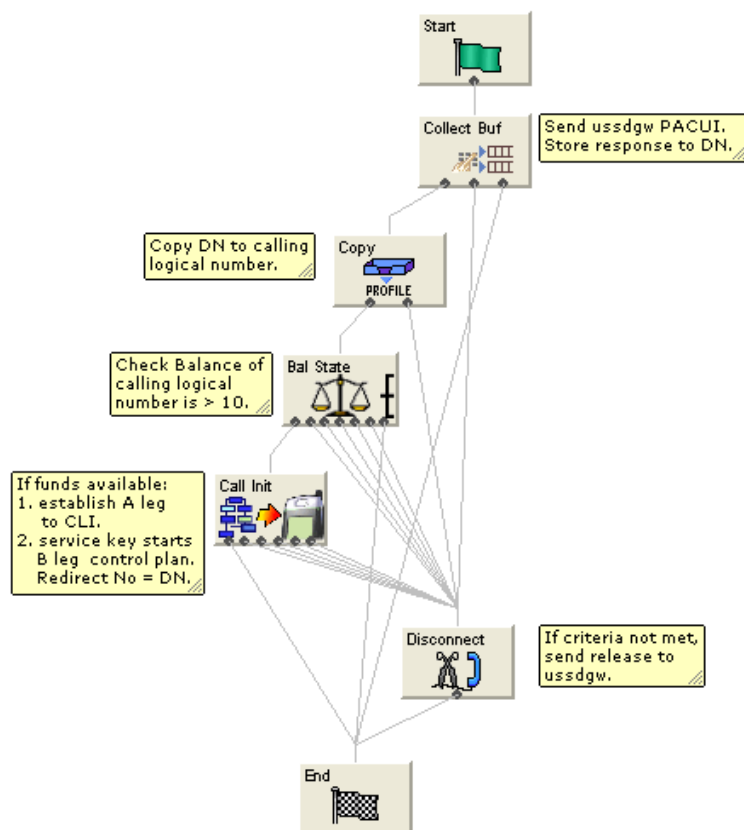 Start
Collect Buf
Send ussdgw PACUI.
Store response to DN.
Copy DN to calling
logical number.
Copy
PROFILE
Check Balance of
calling logical
number is > 10.
Bal State
If funds available:
1. establish A leg
to CLI.
2. service key starts
B leg control plan.
Redirect No = DN.
Call Init
Disconnect
If criteria not met,
send release to
ussdgw.
End